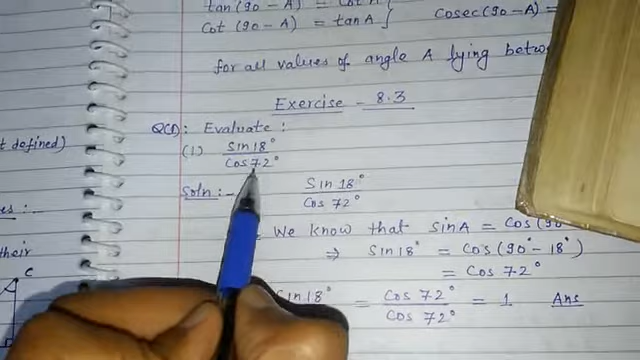 tan(90-A) = Cot A
Cot (90-A) = tan A Cosec(90-A) =
for all values of angle A lying
Exercise - 8.3
Evaluate :
(1) Sin 18° / Cos 72°
Soln :- Sin 18° / Cos 72°
We know that sin A = Cos (90
⇒ Sin 18° = Cos (90° - 18°)
= Cos 72°
Sin 18° = Cos 72° / Cos 72° = 1 Ans
t defined)
their
C